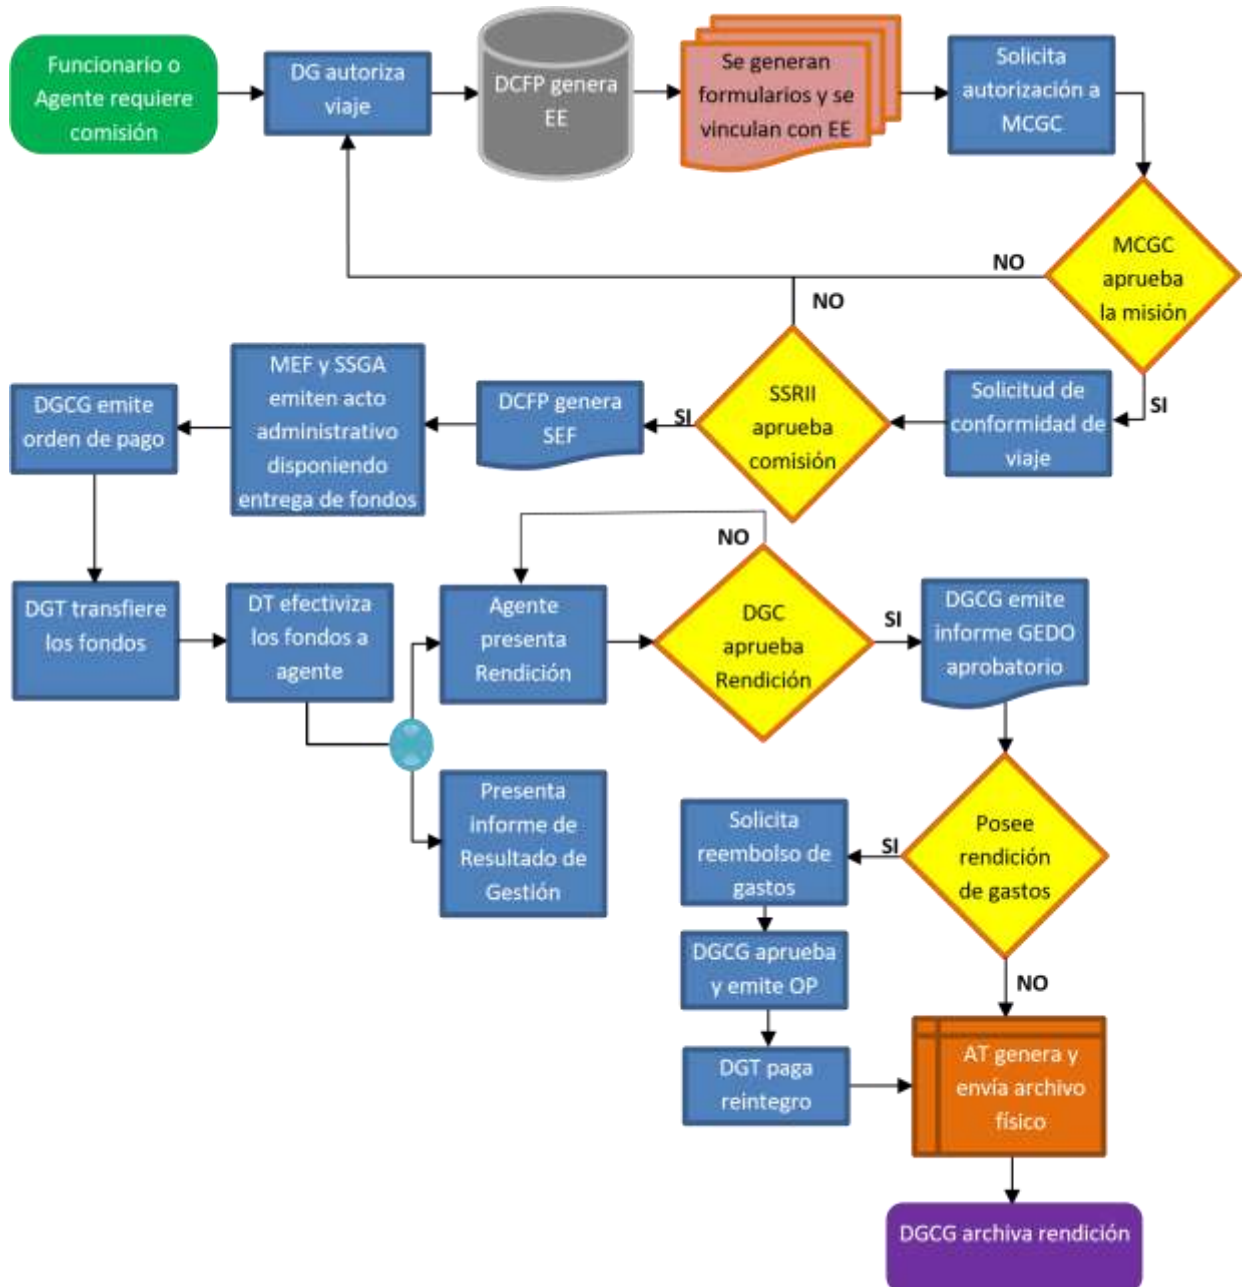 Funcionario o
Agente requiere
comisión
DG autoriza
viaje
DCFP genera
EE
Se generan
formularios y se
vinculan con EE
Solicita
autorización a
MCGC
MCGC
aprueba
la misión
NO
NO
SI
Solicitud de
conformidad de
viaje
SSRII
aprueba
comisión
SI
DCFP genera
SEF
MEF y SSGA
emiten acto
administrativo
disponiendo
entrega de fondos
DGCG emite
orden de pago
DGT transfiere
los fondos
DT efectiviza
los fondos a
agente
Agente
presenta
Rendición
NO
DGC
aprueba
Rendición
SI
DGCG emite
informe GEDO
aprobatorio
Presenta
informe de
Resultado de
Gestión
Posee
rendición
de gastos
SI
Solicita
reembolso de
gastos
DGCG aprueba
y emite OP
DGT paga
reintegro
NO
AT genera y
envía archivo
físico
DGCG archiva rendición